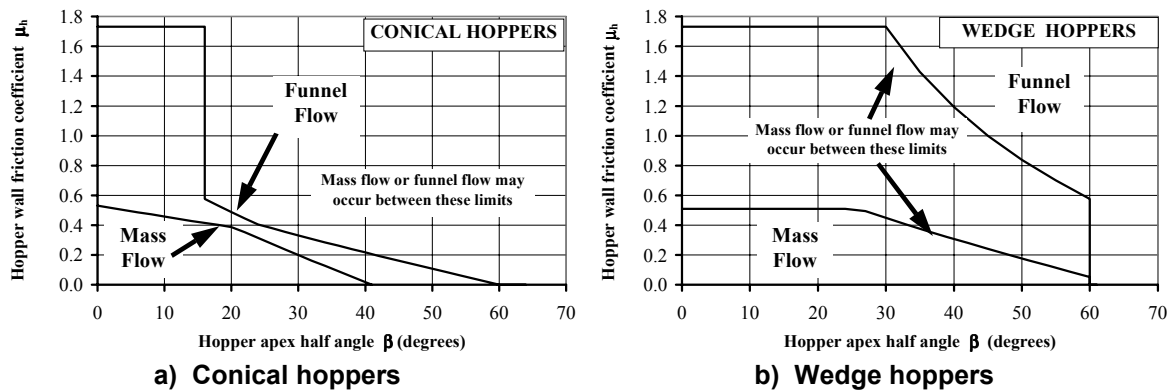 CONICAL HOPPERS
Hopper wall friction coefficient μh
1.8
1.6
1.4
1.2
1.0
0.8
0.6
0.4
0.2
0.0
Funnel
Flow
Mass flow or funnel flow may
occur between these limits
Mass
Flow
0 10 20 30 40 50 60 70
Hopper apex half angle β (degrees)
a) Conical hoppers
WEDGE HOPPERS
Hopper wall friction coefficient μh
1.8
1.6
1.4
1.2
1.0
0.8
0.6
0.4
0.2
0.0
Funnel
Flow
Mass flow or funnel flow may
occur between these limits
Mass
Flow
0 10 20 30 40 50 60 70
Hopper apex half angle β (degrees)
b) Wedge hoppers